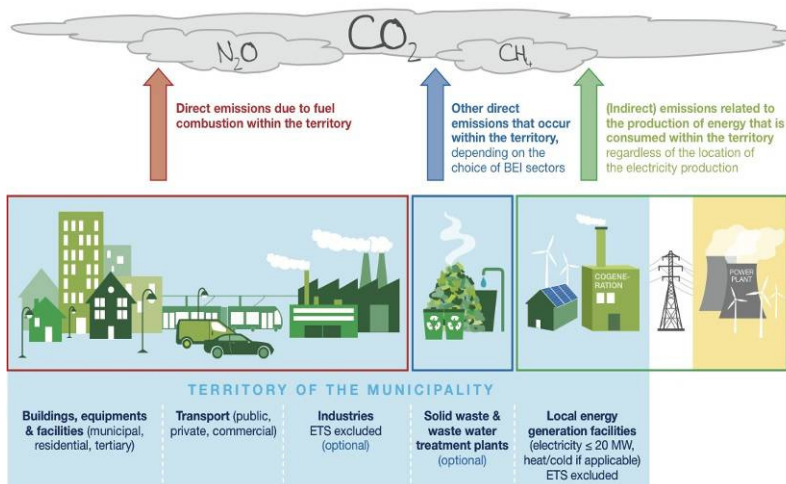 N₂O
CO₂
CH₄
Direct emissions due to fuel
combustion within the territory
Other direct
emissions that occur
within the territory,
depending on the
choice of BEI sectors
(Indirect) emissions related to
the production of energy that is
consumed within the territory
regardless of the location of
the electricity production
COGENE-
RATION
POWER
PLANT
TERRITORY OF THE MUNICIPALITY
Buildings, equipments
& facilities (municipal,
residential, tertiary)
Transport (public,
private, commercial)
Industries
ETS excluded
(optional)
Solid waste &
waste water
treatment plants
(optional)
Local energy
generation facilities
(electricity ≤ 20 MW,
heat/cold if applicable)
ETS excluded